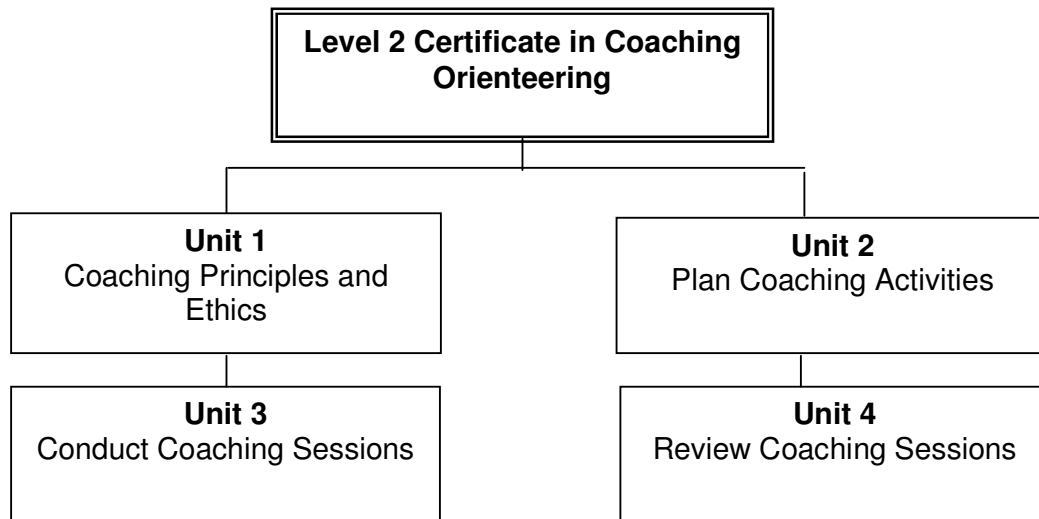 Level 2 Certificate in Coaching
Orienteering
Unit 1
Coaching Principles and
Ethics
Unit 2
Plan Coaching Activities
Unit 3
Conduct Coaching Sessions
Unit 4
Review Coaching Sessions